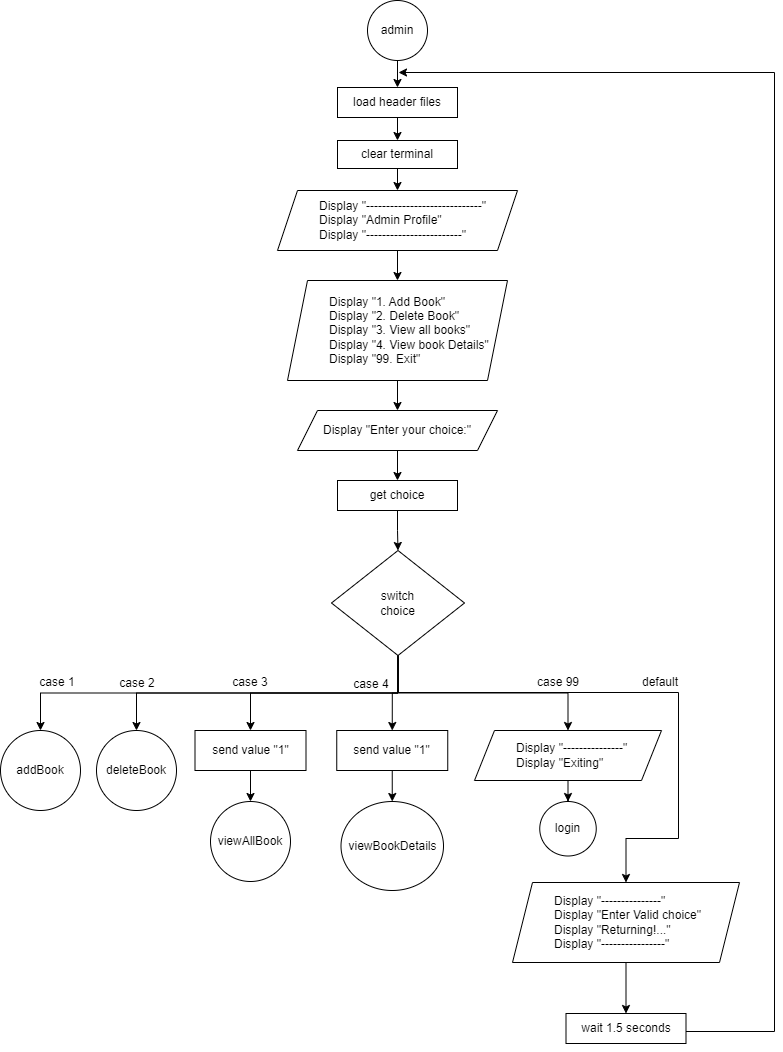 admin
load header files
clear terminal
Display "-----------------------------"
Display "Admin Profile"
Display "------------------------"
Display "1. Add Book"
Display "2. Delete Book"
Display "3. View all books"
Display "4. View book Details"
Display "99. Exit"
Display "Enter your choice:"
get choice
switch
choice
case 1
case 2
case 3
case 4
case 99
default
addBook
deleteBook
send value "1"
send value "1"
Display "---------------"
Display "Exiting"
viewAllBook
viewBookDetails
login
Display "---------------"
Display "Enter Valid choice"
Display "Returning!..."
Display "----------------"
wait 1.5 seconds